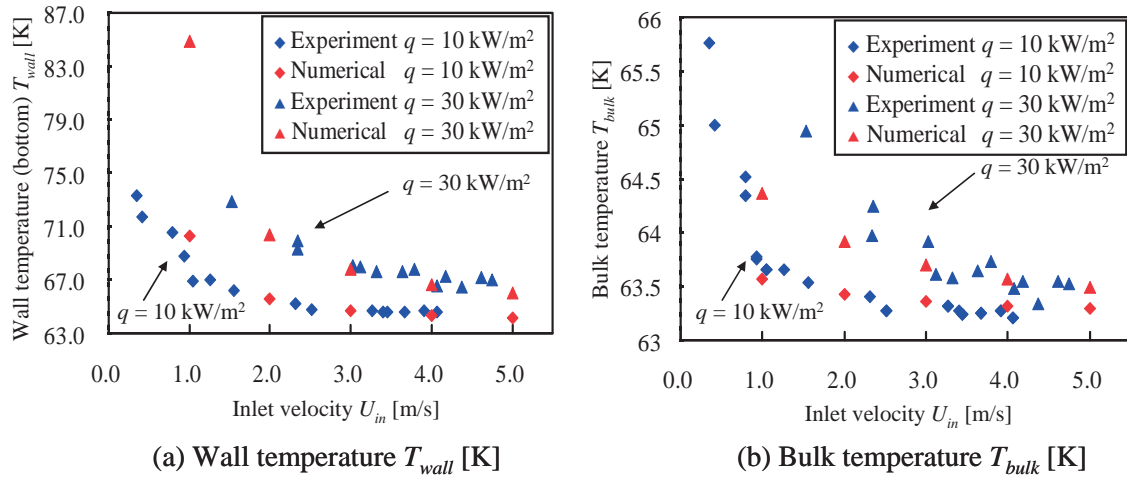 87.0
83.0
79.0
75.0
71.0
67.0
63.0
Wall temperature (bottom) T_wall [K]
Experiment q = 10 kW/m²
Numerical q = 10 kW/m²
Experiment q = 30 kW/m²
Numerical q = 30 kW/m²
q = 30 kW/m²
q = 10 kW/m²
0.0 1.0 2.0 3.0 4.0 5.0
Inlet velocity U_in [m/s]
(a) Wall temperature T_wall [K]
66
65.5
65
64.5
64
63.5
63
Bulk temperature T_bulk [K]
Experiment q = 10 kW/m²
Numerical q = 10 kW/m²
Experiment q = 30 kW/m²
Numerical q = 30 kW/m²
q = 30 kW/m²
q = 10 kW/m²
0.0 1.0 2.0 3.0 4.0 5.0
Inlet velocity U_in [m/s]
(b) Bulk temperature T_bulk [K]